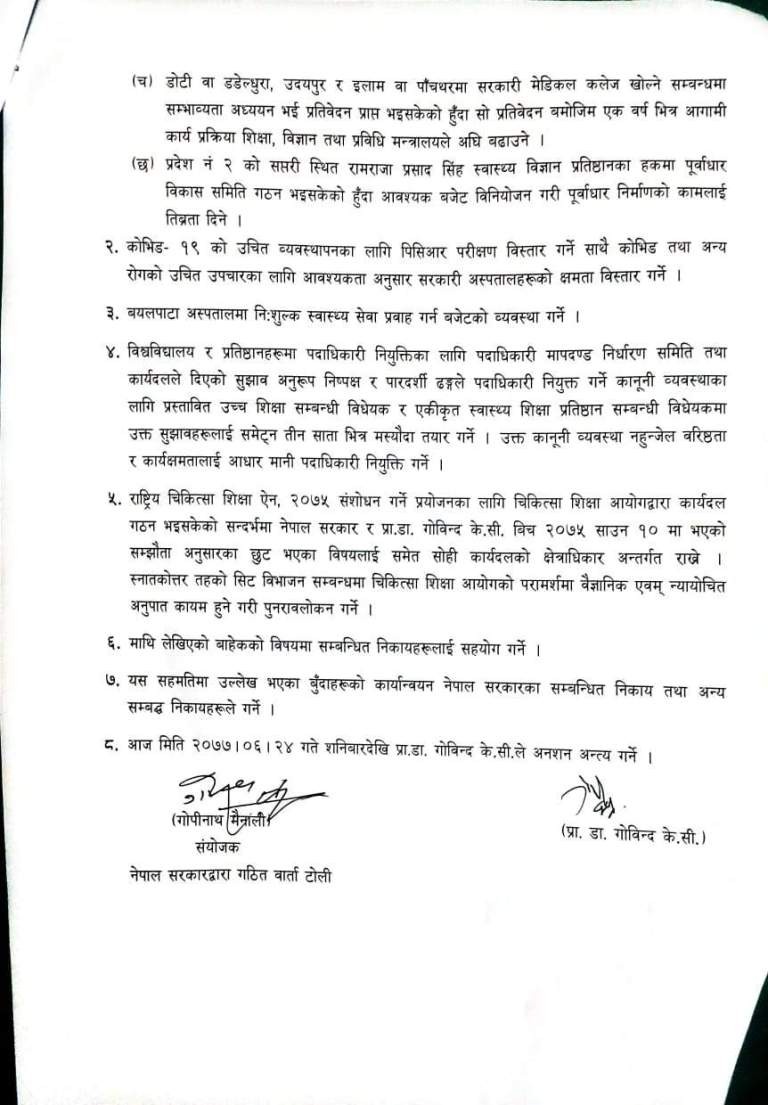 (च) डोटी वा डडेल्धुरा, उदयपुर र इलाम वा पाँचथरमा सरकारी मेडिकल कलेज खोल्ने सम्बन्धमा
सम्भाव्यता अध्ययन भई प्रतिवेदन प्राप्त भइसकेको हुँदा सो प्रतिवेदन बमोजिम एक वर्ष भित्र आगामी
कार्य प्रक्रिया शिक्षा, विज्ञान तथा प्रविधि मन्त्रालयले अघि बढाउने ।
(छ) प्रदेश नं २ को सप्तरी स्थित रामराजा प्रसाद सिंह स्वास्थ्य विज्ञान प्रतिष्ठानका हकमा पूर्वाधार
विकास समिति गठन भइसकेको हुँदा आवश्यक बजेट विनियोजन गरी पूर्वाधार निर्माणको कामलाई
तिब्रता दिने ।
२. कोभिड- १९ को उचित व्यवस्थापनका लागि पिसिआर परीक्षण विस्तार गर्ने साथै कोभिड तथा अन्य
रोगको उचित उपचारका लागि आवश्यकता अनुसार सरकारी अस्पतालहरूको क्षमता विस्तार गर्ने ।
३. बयलपाटा अस्पतालमा नि:शुल्क स्वास्थ्य सेवा प्रवाह गर्न बजेटको व्यवस्था गर्ने ।
४. विश्वविद्यालय र प्रतिष्ठानहरूमा पदाधिकारी नियुक्तिका लागि पदाधिकारी मापदण्ड निर्धारण समिति तथा
कार्यदलले दिएको सुझाव अनुरूप निष्पक्ष र पारदर्शी ढङ्गले पदाधिकारी नियुक्त गर्ने कानूनी व्यवस्थाका
लागि प्रस्तावित उच्च शिक्षा सम्बन्धी विधेयक र एकीकृत स्वास्थ्य शिक्षा प्रतिष्ठान सम्बन्धी विधेयकमा
उक्त सुझावहरूलाई समेट्न तीन साता भित्र मस्यौदा तयार गर्ने । उक्त कानूनी व्यवस्था नहुन्जेल वरिष्ठता
र कार्यक्षमतालाई आधार मानी पदाधिकारी नियुक्ति गर्ने ।
५. राष्ट्रिय चिकित्सा शिक्षा ऐन, २०७५ संशोधन गर्ने प्रयोजनका लागि चिकित्सा शिक्षा आयोगद्वारा कार्यदल
गठन भइसकेको सन्दर्भमा नेपाल सरकार र प्रा.डा. गोविन्द के.सी. बिच २०७५ साउन १० मा भएको
सम्झौता अनुसारका छुट भएका विषयलाई समेत सोही कार्यदलको क्षेत्राधिकार अन्तर्गत राख्ने ।
स्नातकोत्तर तहको सिट विभाजन सम्बन्धमा चिकित्सा शिक्षा आयोगको परामर्शमा वैज्ञानिक एवम् न्यायोचित
अनुपात कायम हुने गरी पुनरावलोकन गर्ने ।
६. माथि लेखिएको बाहेकको विषयमा सम्बन्धित निकायहरूलाई सहयोग गर्ने ।
७. यस सहमतिमा उल्लेख भएका बुँदाहरूको कार्यान्वयन नेपाल सरकारका सम्बन्धित निकाय तथा अन्य
सम्बद्ध निकायहरूले गर्ने ।
८. आज मिति २०७७।०६।२४ गते शनिबारदेखि प्रा.डा. गोविन्द के.सी.ले अनशन अन्त्य गर्ने ।
(गोपीनाथ मैनाली)
(प्रा. डा. गोविन्द के.सी.)
संयोजक
नेपाल सरकारद्वारा गठित वार्ता टोली